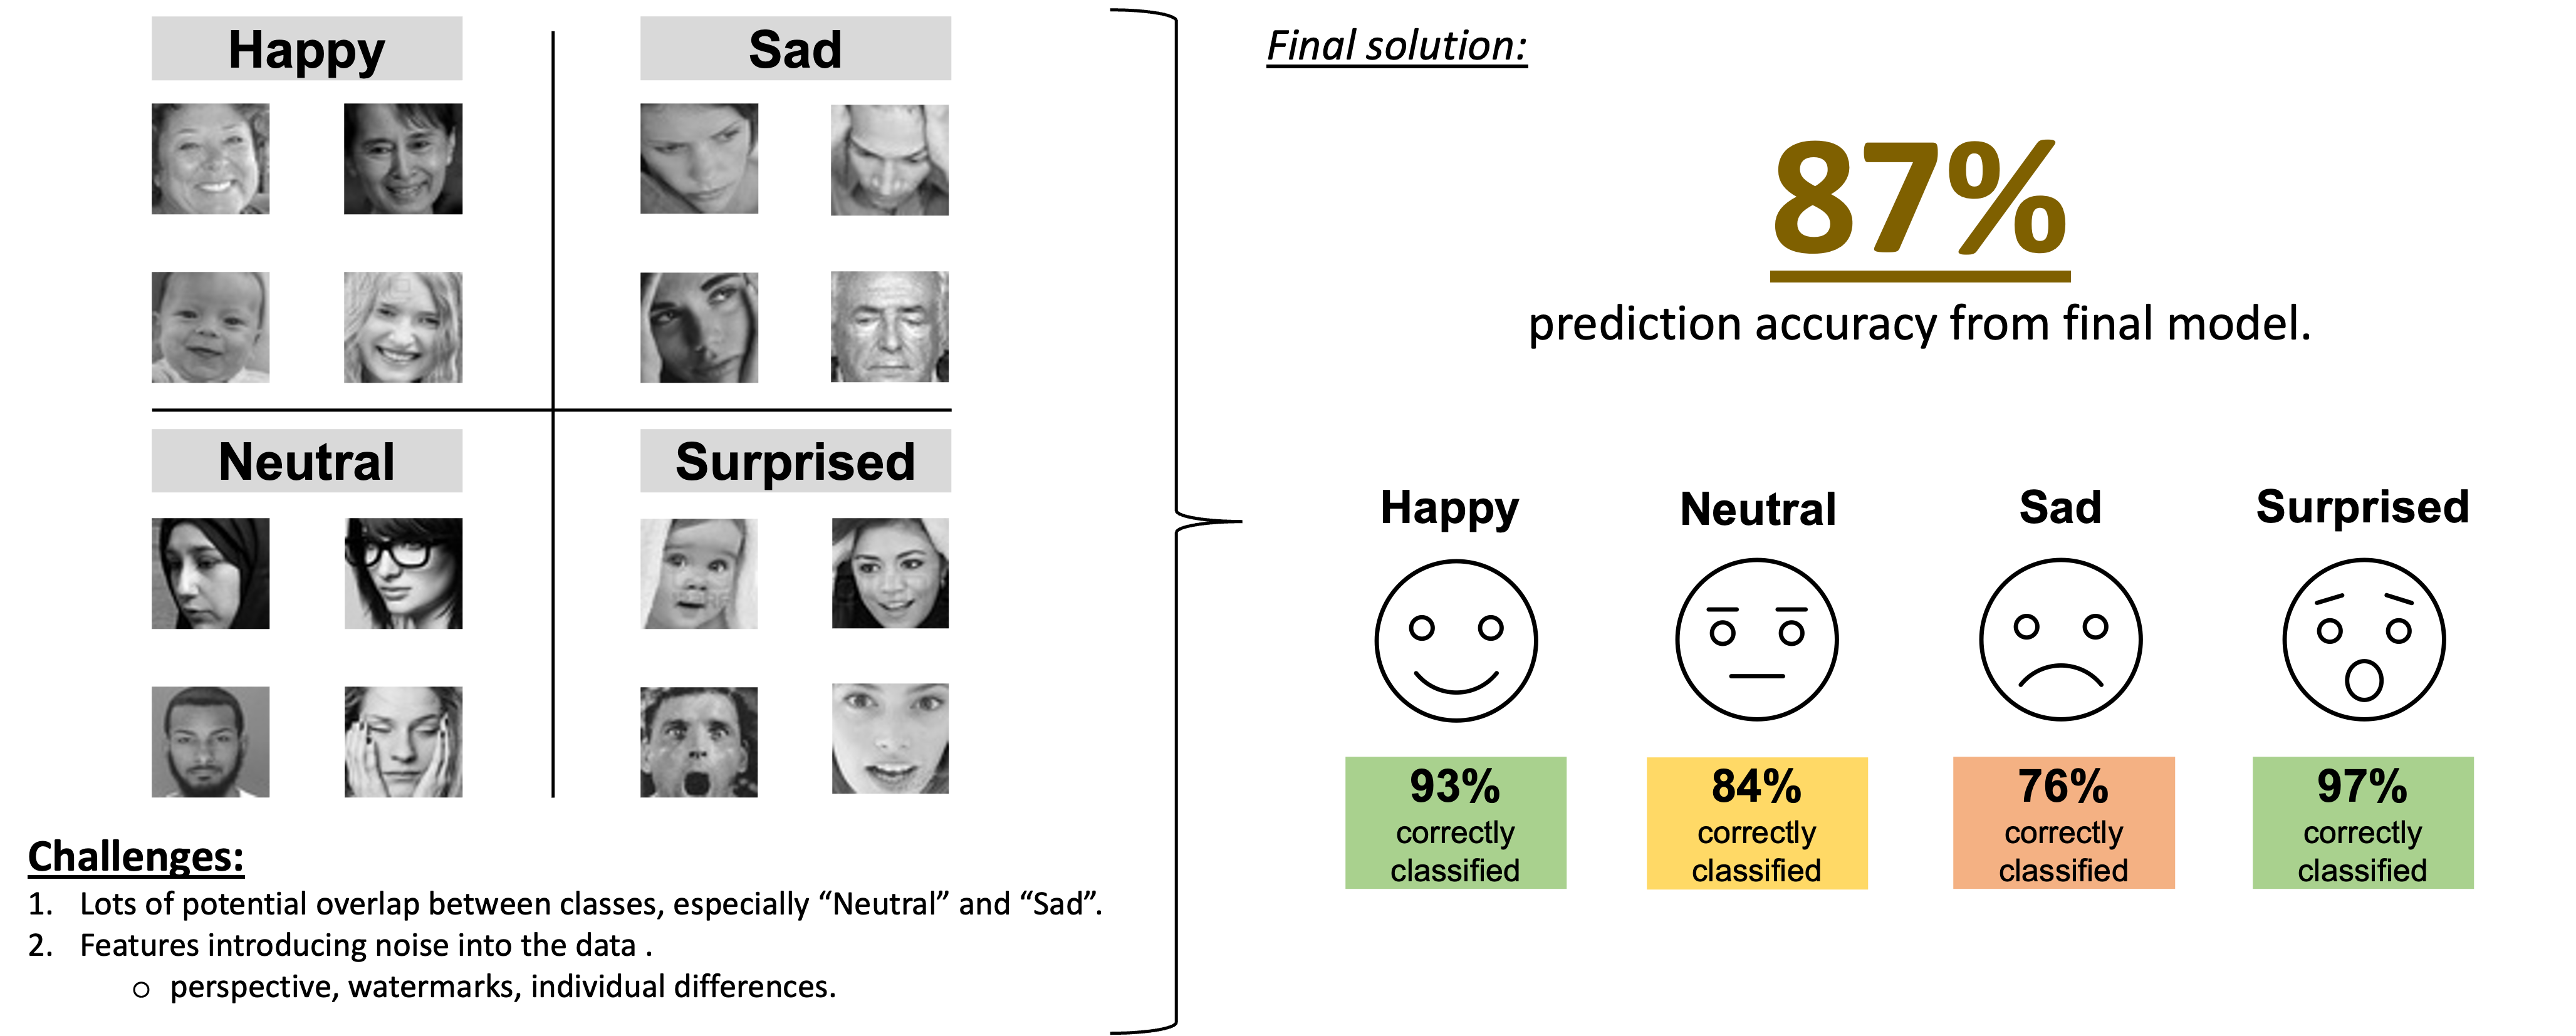 Happy
Sad
Neutral
Surprised
Challenges:
1. Lots of potential overlap between classes, especially “Neutral” and “Sad”.
2. Features introducing noise into the data .
○ perspective, watermarks, individual differences.
Final solution:
87%
prediction accuracy from final model.
Happy
Neutral
Sad
Surprised
93%
correctly
classified
84%
correctly
classified
76%
correctly
classified
97%
correctly
classified